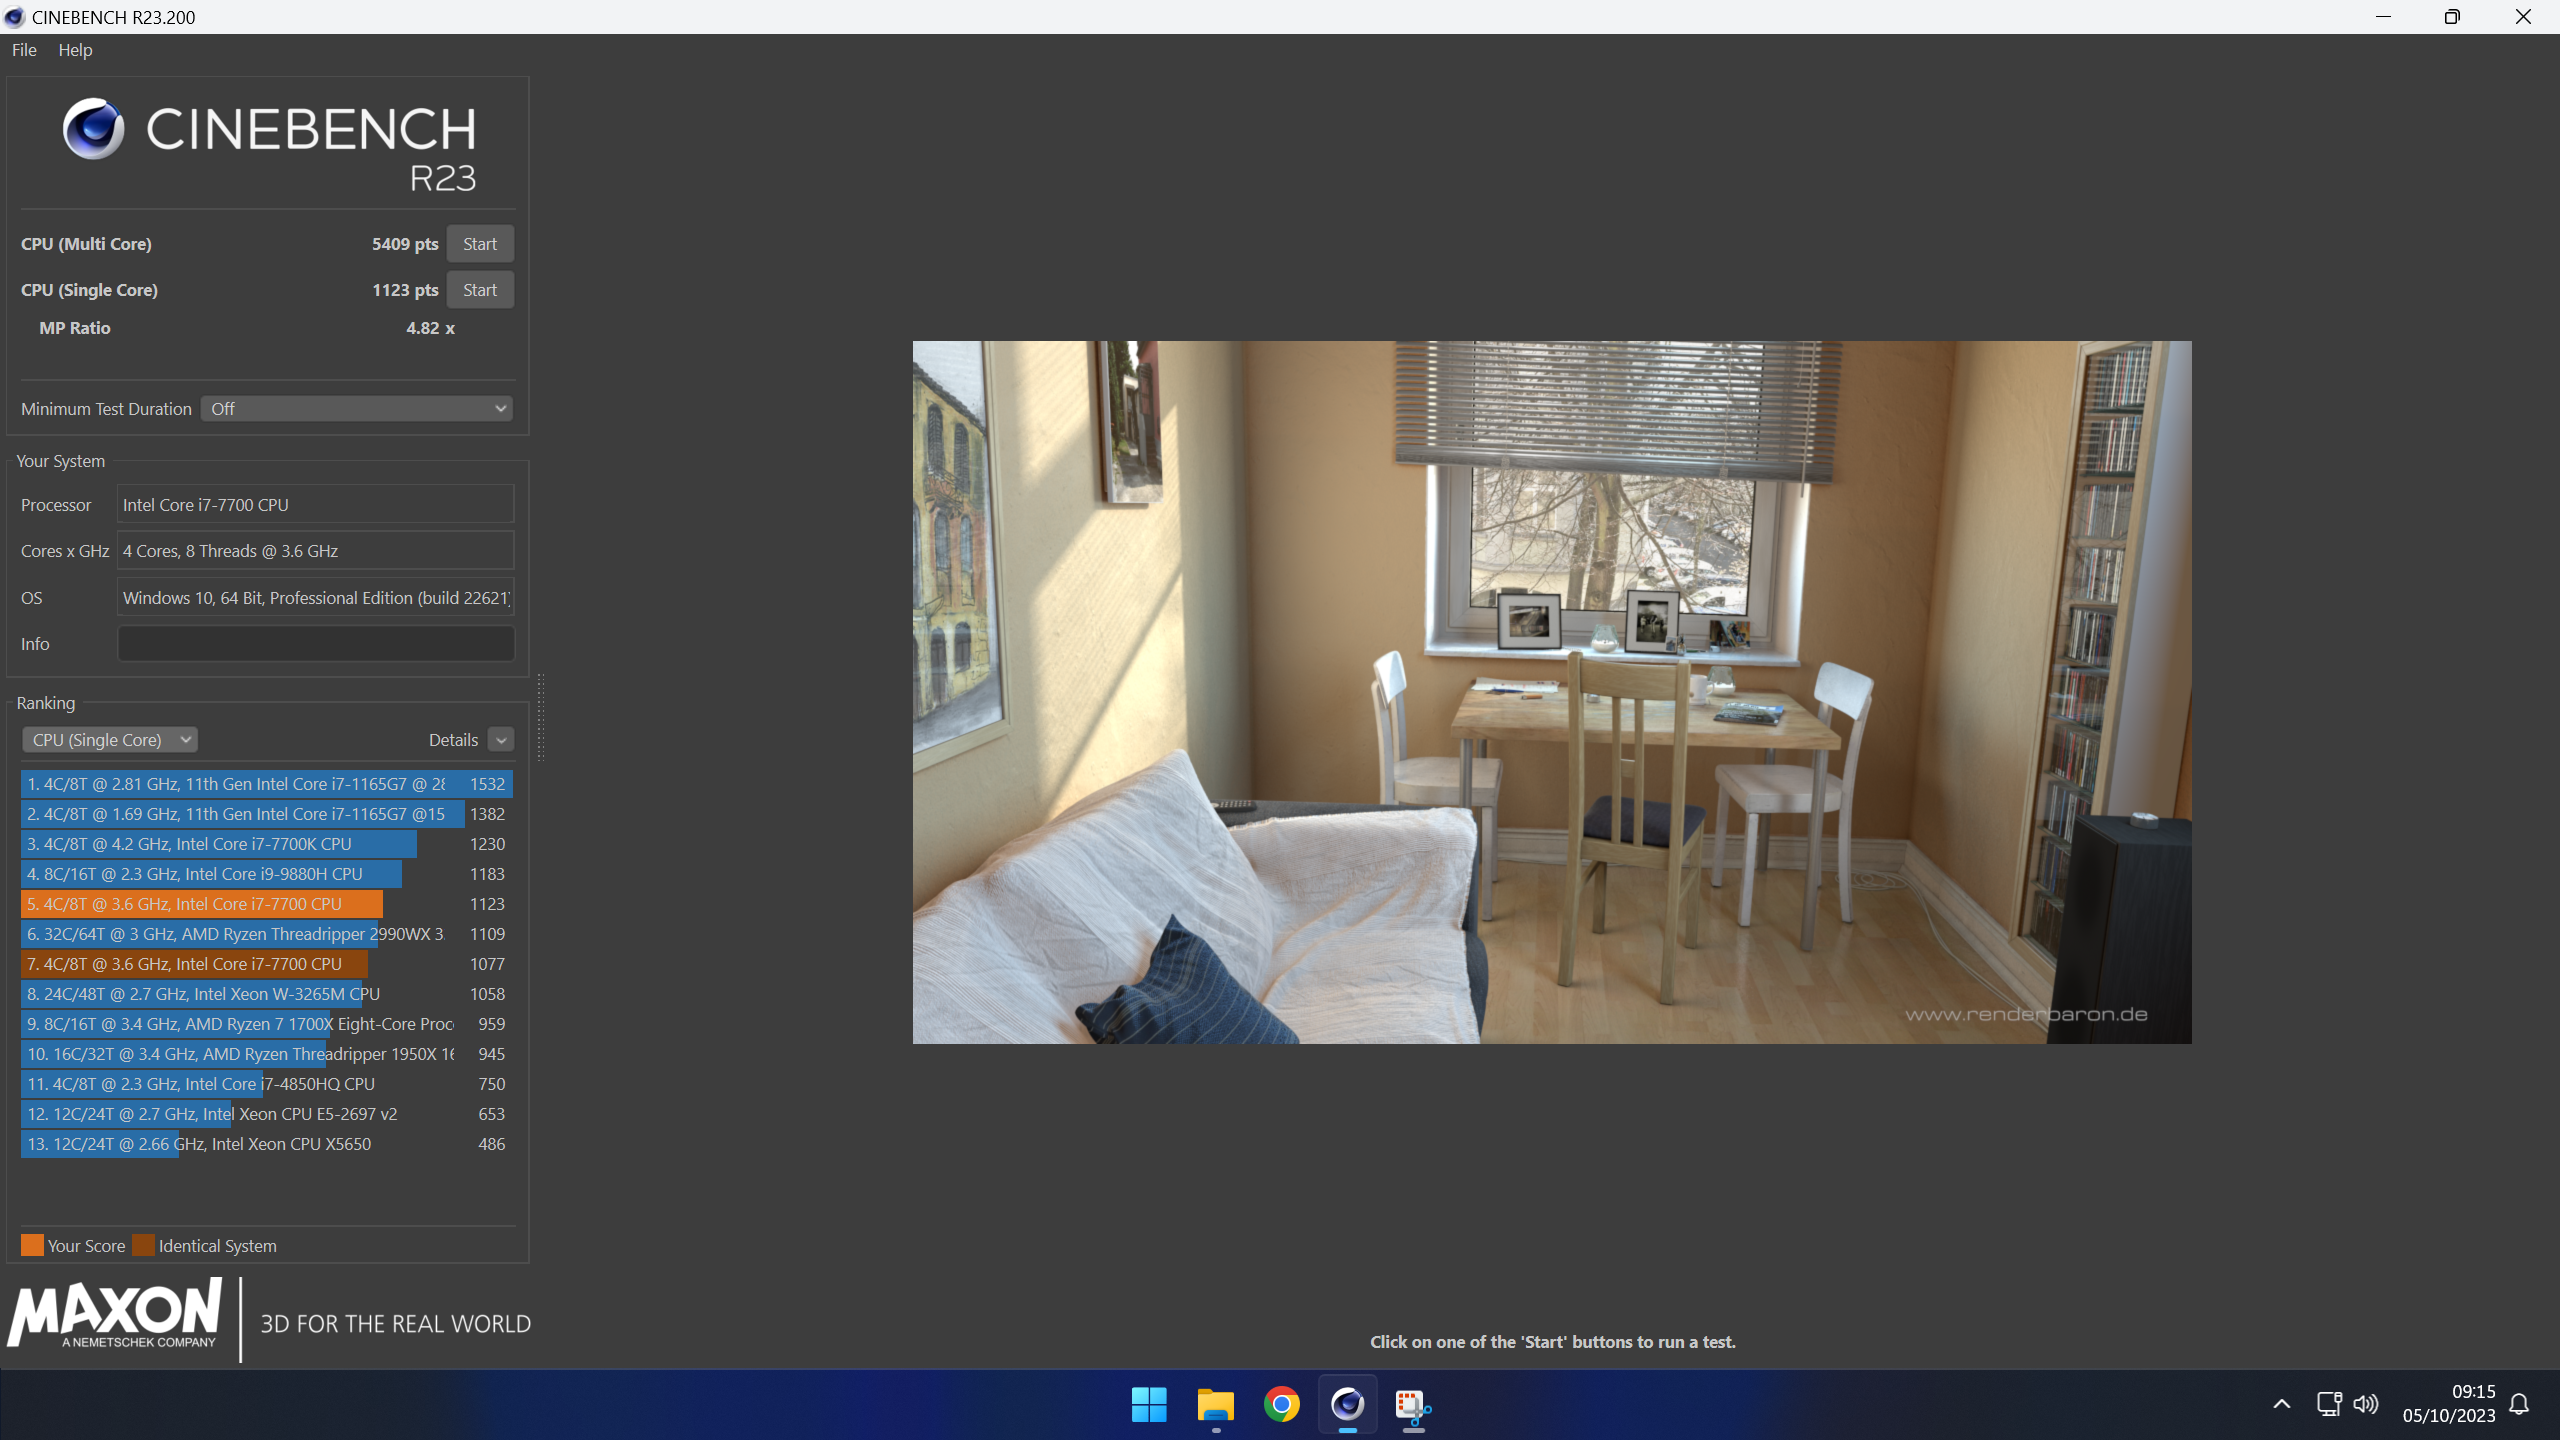 CINEBENCH R23.200
File Help
CINEBENCH
R23
CPU (Multi Core) 5409 pts Start
CPU (Single Core) 1123 pts Start
MP Ratio 4.82 x
Minimum Test Duration Off
Your System
Processor Intel Core i7-7700 CPU
Cores x GHz 4 Cores, 8 Threads @ 3.6 GHz
OS Windows 10, 64 Bit, Professional Edition (build 22621)
Info
Ranking
CPU (Single Core) Details
1. 4C/8T @ 2.81 GHz, 11th Gen Intel Core i7-1165G7 @ 28 1532
2. 4C/8T @ 1.69 GHz, 11th Gen Intel Core i7-1165G7 @15 1382
3. 4C/8T @ 4.2 GHz, Intel Core i7-7700K CPU 1230
4. 8C/16T @ 2.3 GHz, Intel Core i9-9880H CPU 1183
5. 4C/8T @ 3.6 GHz, Intel Core i7-7700 CPU 1123
6. 32C/64T @ 3 GHz, AMD Ryzen Threadripper 2990WX 3. 1109
7. 4C/8T @ 3.6 GHz, Intel Core i7-7700 CPU 1077
8. 24C/48T @ 2.7 GHz, Intel Xeon W-3265M CPU 1058
9. 8C/16T @ 3.4 GHz, AMD Ryzen 7 1700X Eight-Core Proc 959
10. 16C/32T @ 3.4 GHz, AMD Ryzen Threadripper 1950X 16 945
11. 4C/8T @ 2.3 GHz, Intel Core i7-4850HQ CPU 750
12. 12C/24T @ 2.7 GHz, Intel Xeon CPU E5-2697 v2 653
13. 12C/24T @ 2.66 GHz, Intel Xeon CPU X5650 486
Your Score Identical System
MAXON
A NEMETSCHEK COMPANY
3D FOR THE REAL WORLD
www.renderbaron.de
Click on one of the 'Start' buttons to run a test.
09:15
05/10/2023